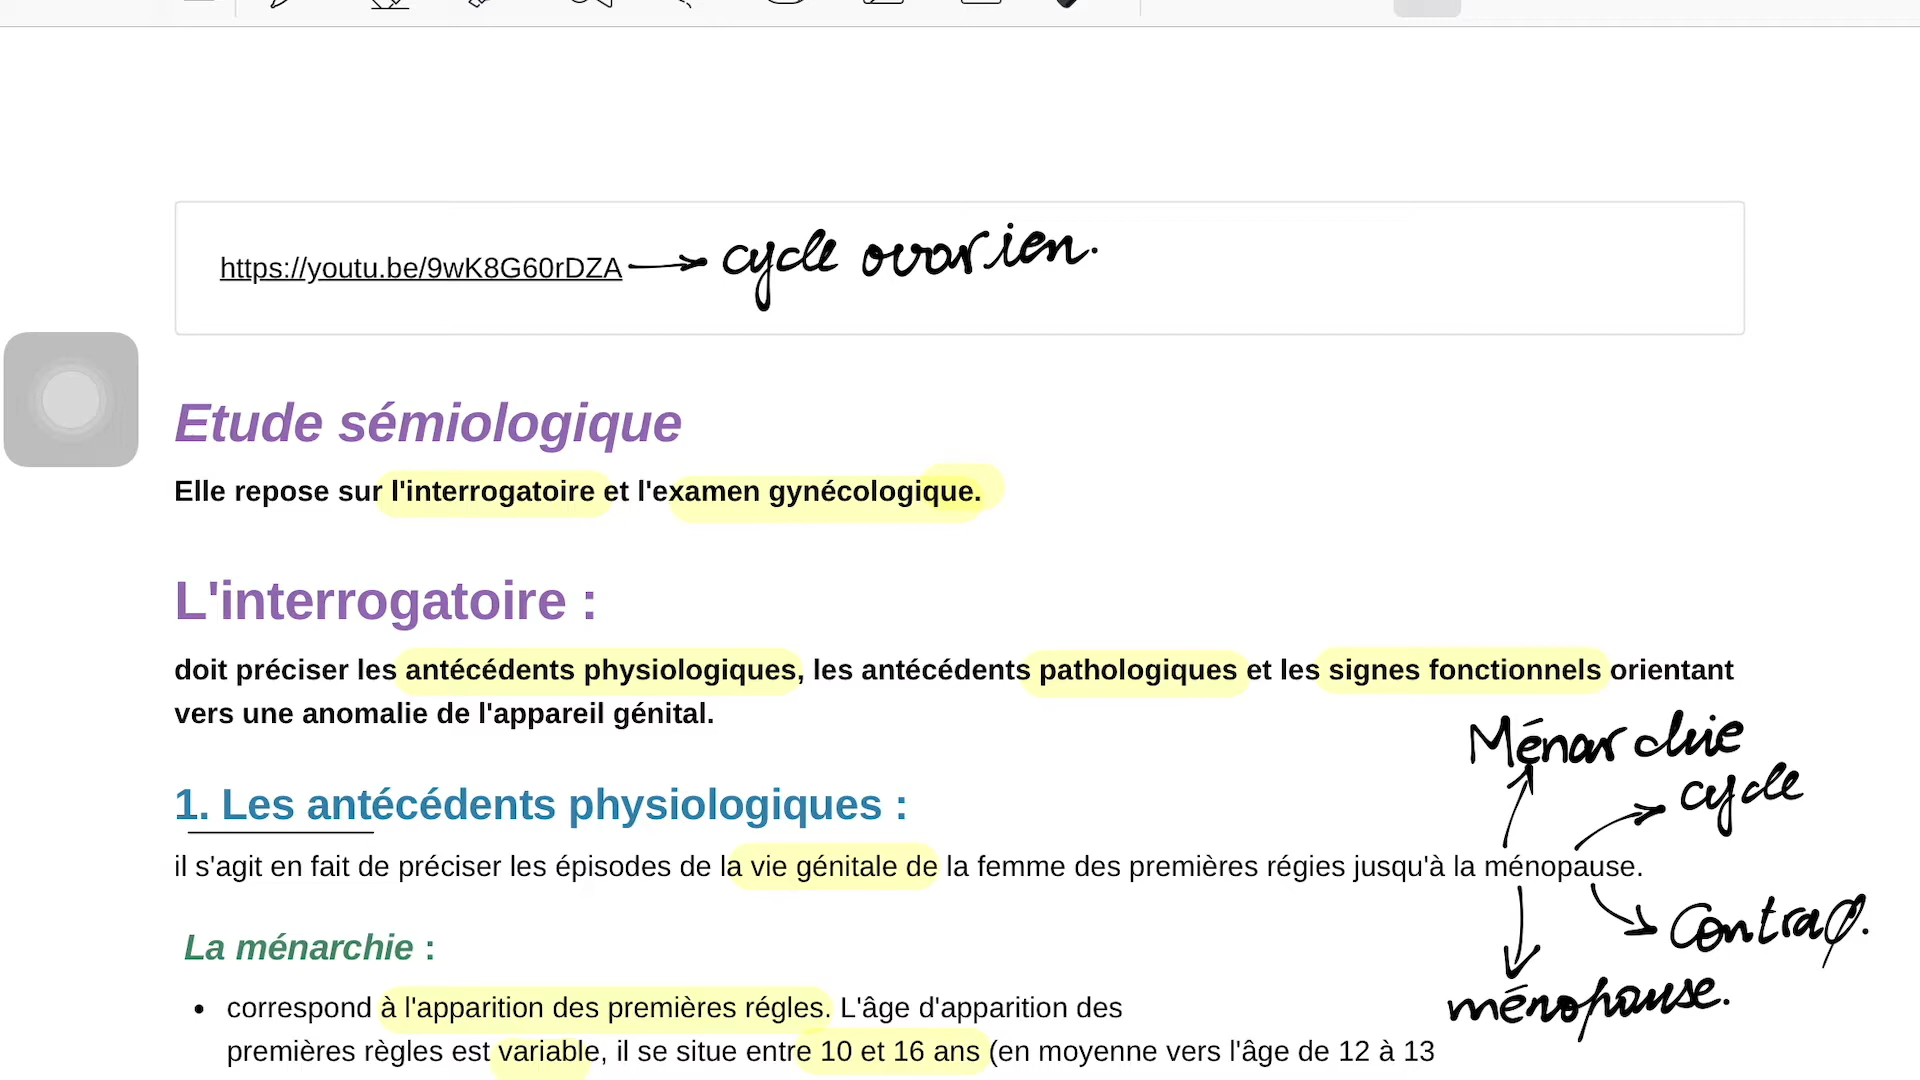 https://youtu.be/9wK8G60rDZA → cycle ovarien.
Etude sémiologique
Elle repose sur l'interrogatoire et l'examen gynécologique.
L'interrogatoire :
doit préciser les antécédents physiologiques, les antécédents pathologiques et les signes fonctionnels orientant
vers une anomalie de l'appareil génital.
Ménarchie
cycle
1. Les antécédents physiologiques :
il s'agit en fait de préciser les épisodes de la vie génitale de la femme des premières régies jusqu'à la ménopause.
Contrac.
ménopause.
La ménarchie :
• correspond à l'apparition des premières régles. L'âge d'apparition des
premières règles est variable, il se situe entre 10 et 16 ans (en moyenne vers l'âge de 12 à 13